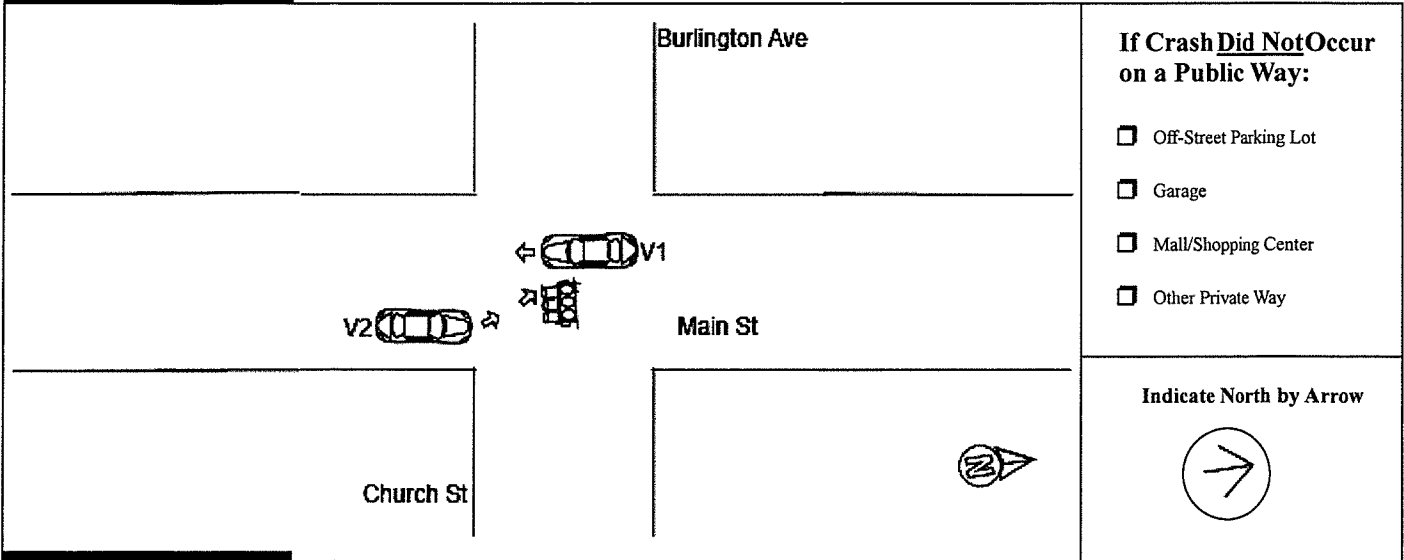 Burlington Ave
V1
V2
Main St
Church St
N
If Crash Did Not Occur
on a Public Way:
Off-Street Parking Lot
Garage
Mall/Shopping Center
Other Private Way
Indicate North by Arrow